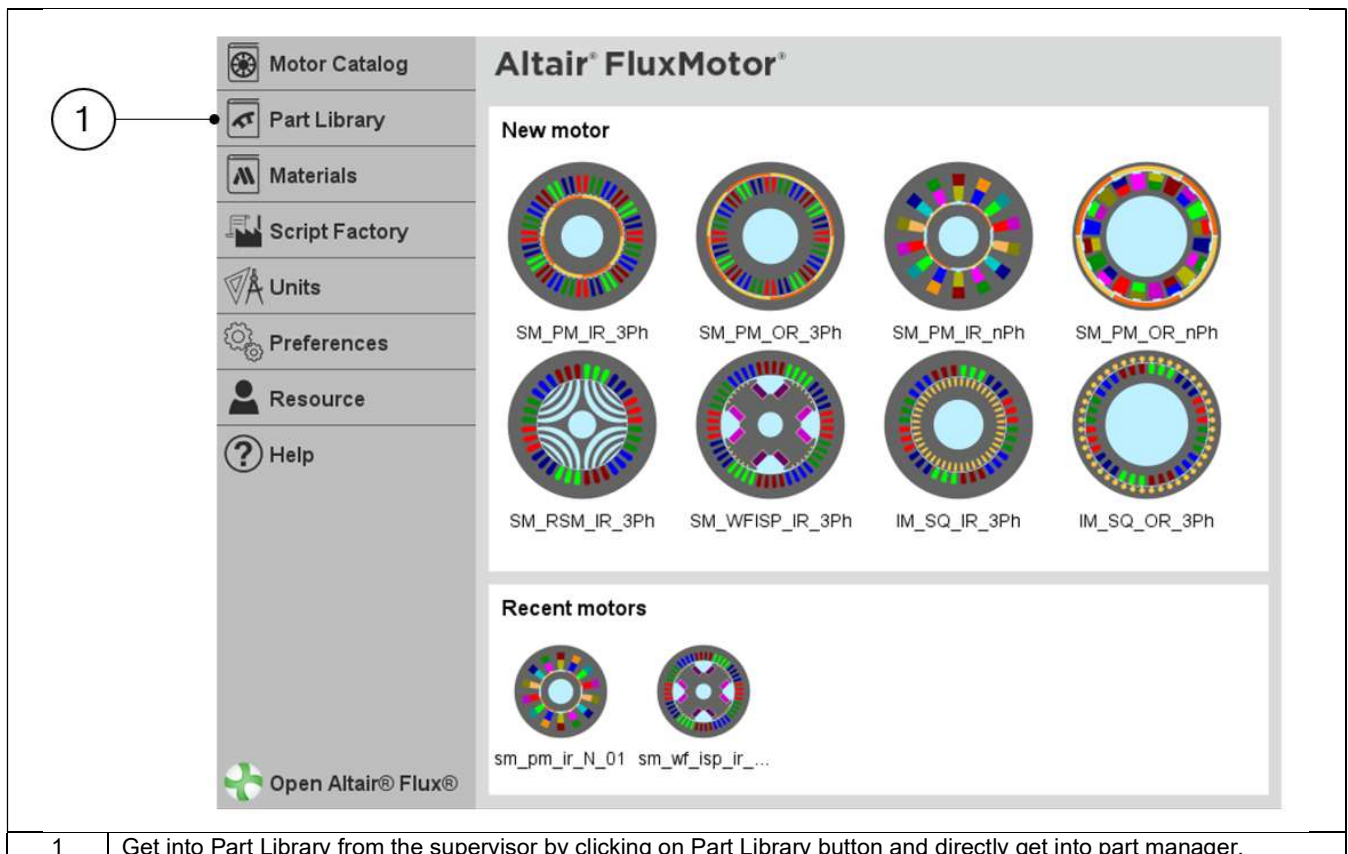 Motor Catalog
1
Part Library
Materials
Script Factory
Units
Preferences
Resource
Help
Open Altair® Flux®
Altair® FluxMotor®
New motor
SM_PM_IR_3Ph SM_PM_OR_3Ph SM_PM_IR_nPh SM_PM_OR_nPh
SM_RSM_IR_3Ph SM_WFISP_IR_3Ph IM_SQ_IR_3Ph IM_SQ_OR_3Ph
Recent motors
sm_pm_ir_N_01 sm_wf_isp_ir_...
1 Get into Part Library from the supervisor by clicking on Part Library button and directly get into part manager.